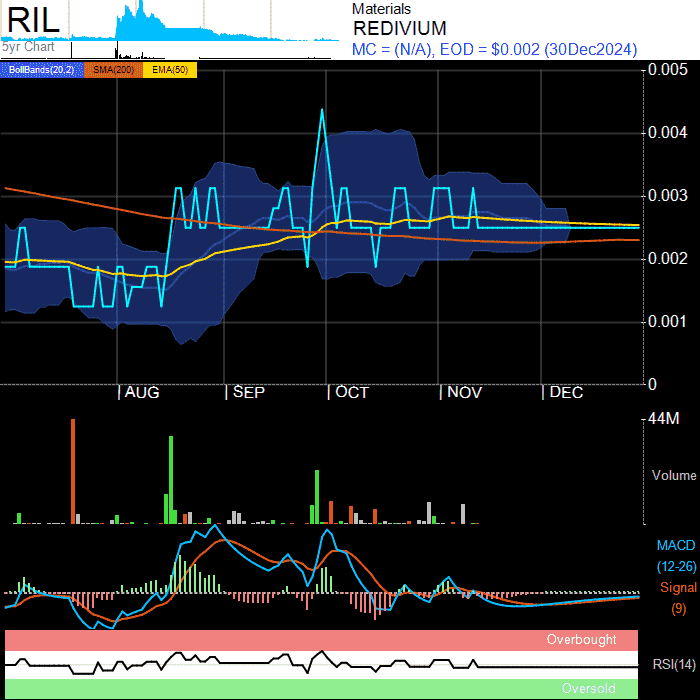 RIL
5yr Chart
Materials
REDIVIUM
MC = (N/A), EOD = $0.002 (30Dec2024)
BollBands(20,2) SMA(200) EMA(50)
0.005
0.004
0.003
0.002
0.001
0
AUG SEP OCT NOV DEC
44M
Volume
MACD
(12-26)
Signal
(9)
Overbought
RSI(14)
Oversold